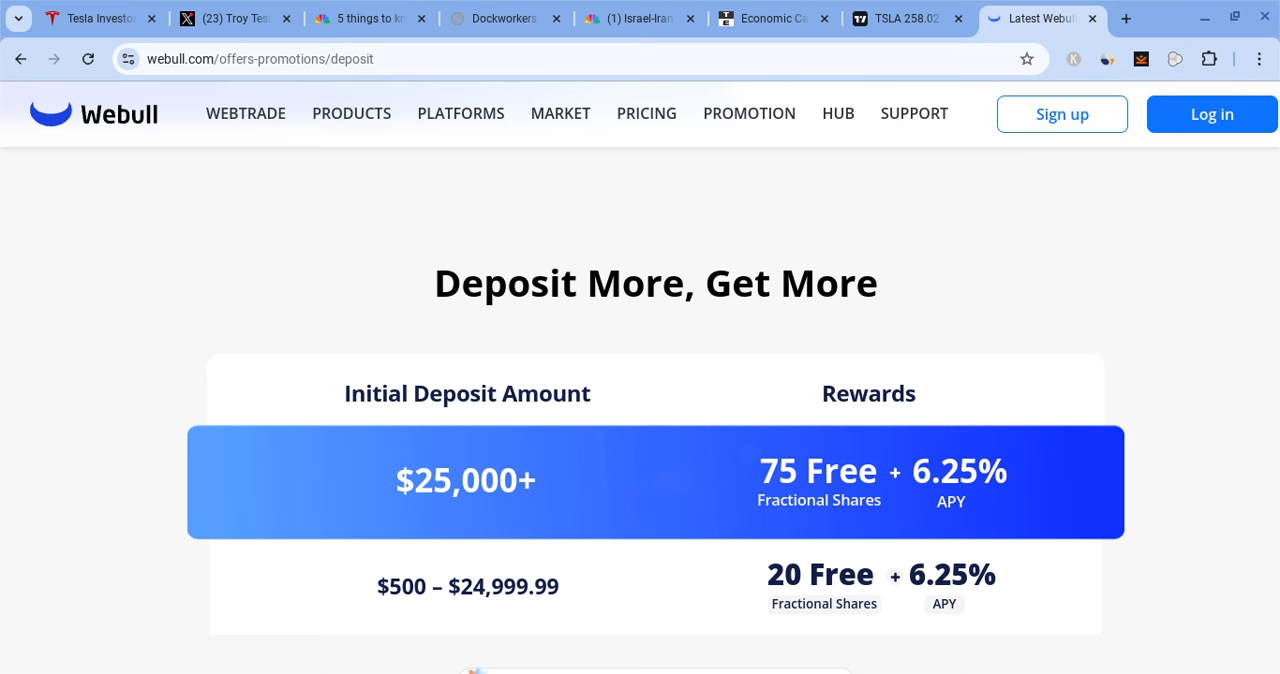 Tesla Investo
(23) Troy Tesl
5 things to kn
Dockworkers
(1) Israel-Iran
Economic Ca
TSLA 258.02
Latest Webull
webull.com/offers-promotions/deposit
Webull
WEBTRADE
PRODUCTS
PLATFORMS
MARKET
PRICING
PROMOTION
HUB
SUPPORT
Sign up
Log in
Deposit More, Get More
Initial Deposit Amount
Rewards
$25,000+
75 Free + 6.25%
Fractional Shares
APY
$500 – $24,999.99
20 Free + 6.25%
Fractional Shares
APY